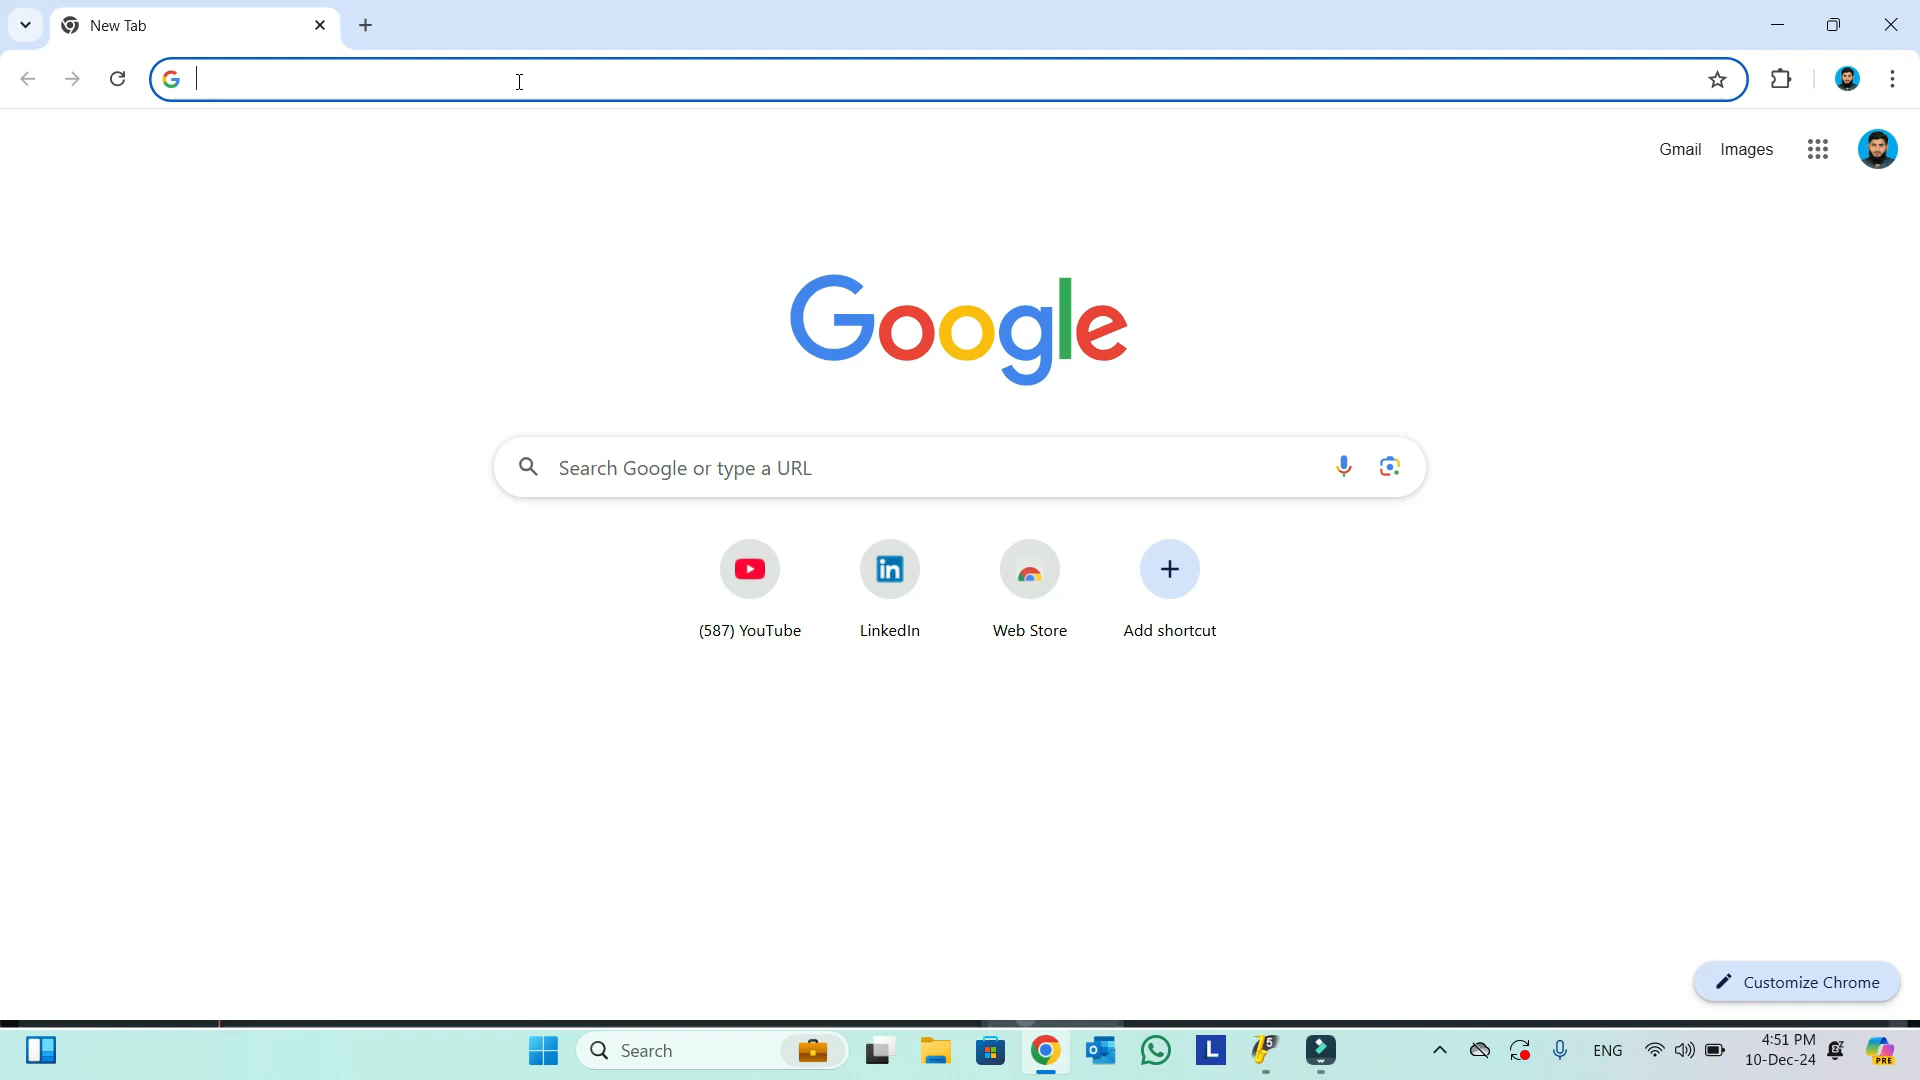 New Tab
Gmail Images
Google
Search Google or type a URL
(587) YouTube
LinkedIn
Web Store
Add shortcut
Customize Chrome
Search
ENG
4:51 PM
10-Dec-24
PRE